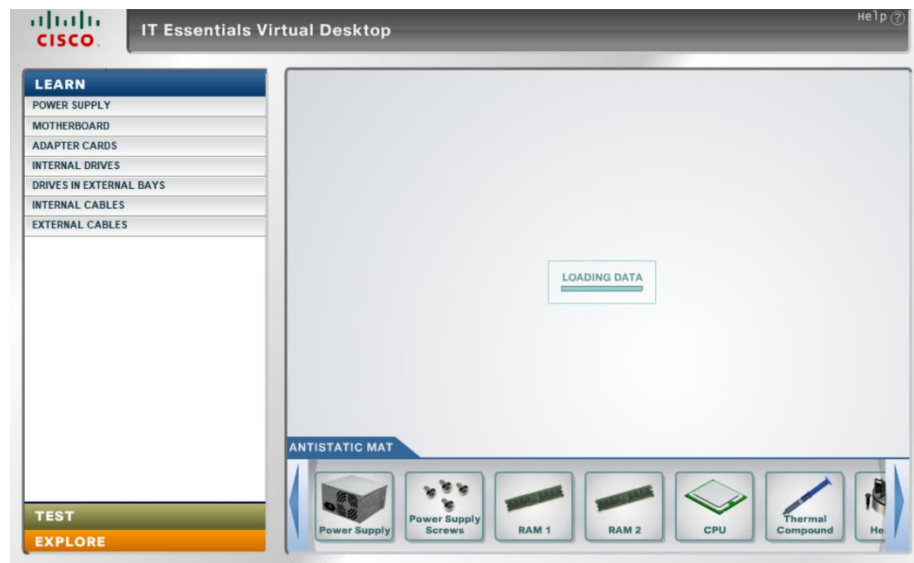 CISCO.
IT Essentials Virtual Desktop
Help ?
LEARN
POWER SUPPLY
MOTHERBOARD
ADAPTER CARDS
INTERNAL DRIVES
DRIVES IN EXTERNAL BAYS
INTERNAL CABLES
EXTERNAL CABLES
TEST
EXPLORE
LOADING DATA
ANTISTATIC MAT
Power Supply
Power Supply
Screws
RAM 1
RAM 2
CPU
Thermal
Compound
He